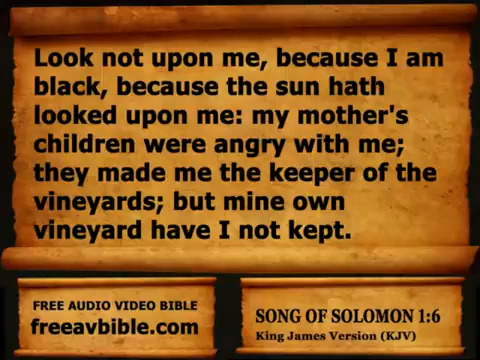 Look not upon me, because I am
black, because the sun hath
looked upon me: my mother's
children were angry with me;
they made me the keeper of the
vineyards; but mine own
vineyard have I not kept.
FREE AUDIO VIDEO BIBLE
freeavbible.com
SONG OF SOLOMON 1:6
King James Version (KJV)